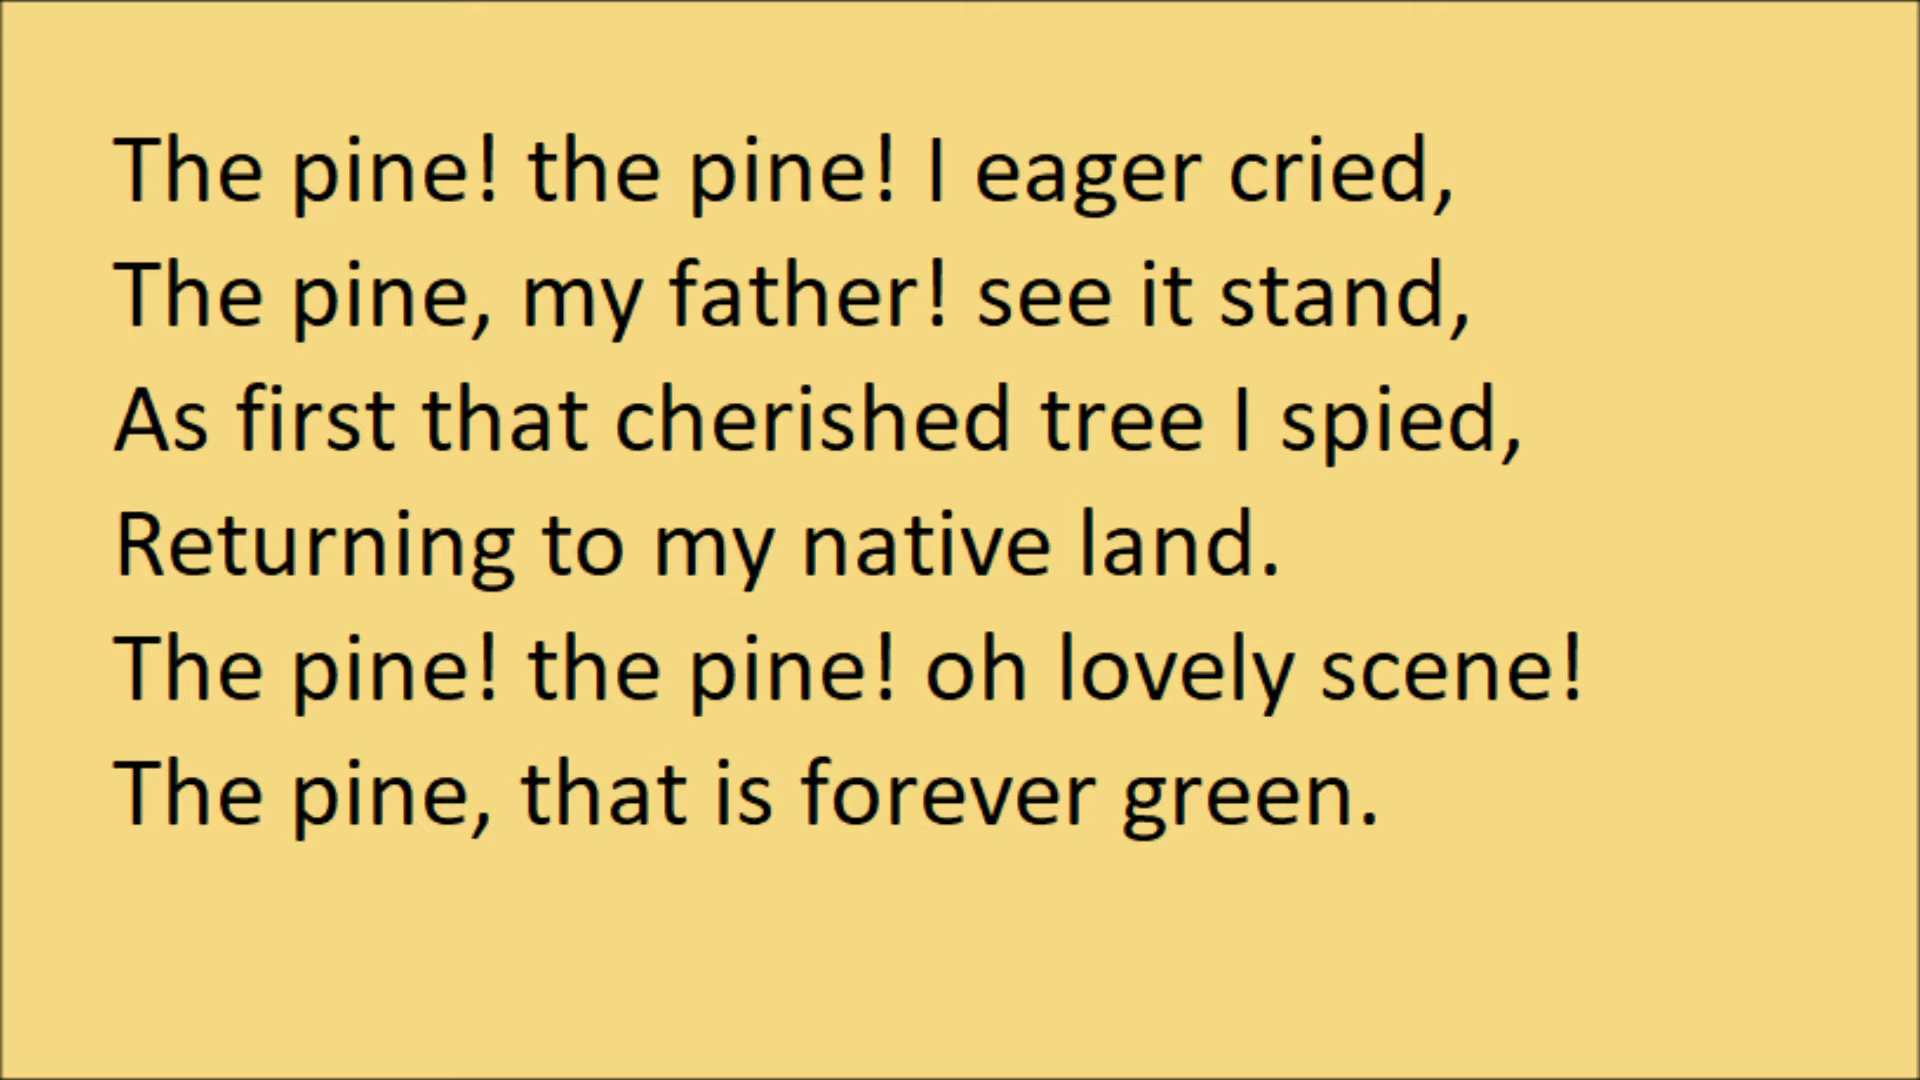 The pine! the pine! I eager cried,
The pine, my father! see it stand,
As first that cherished tree I spied,
Returning to my native land.
The pine! the pine! oh lovely scene!
The pine, that is forever green.